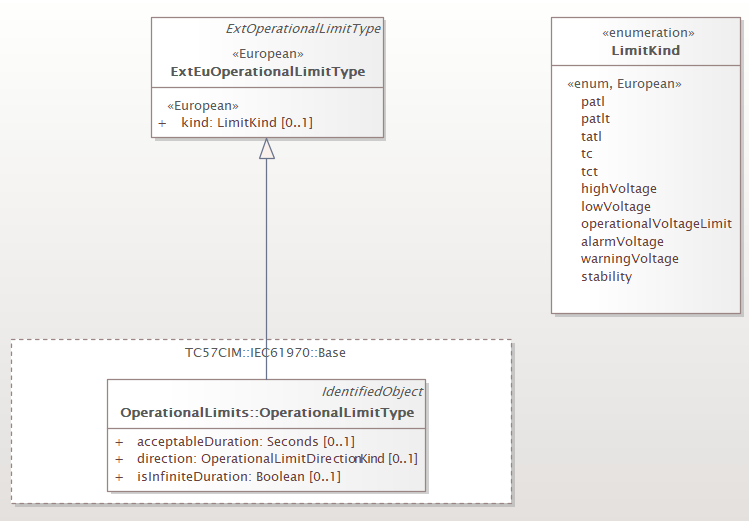 ExtOperationalLimitType
«European»
ExtEuOperationalLimitType
«European»
+ kind: LimitKind [0..1]
«enumeration»
LimitKind
«enum, European»
patl
patlt
tatl
tc
tct
highVoltage
lowVoltage
operationalVoltageLimit
alarmVoltage
warningVoltage
stability
TC57CIM::IEC61970::Base
IdentifiedObject
OperationalLimits::OperationalLimitType
+ acceptableDuration: Seconds [0..1]
+ direction: OperationalLimitDirectionKind [0..1]
+ isInfiniteDuration: Boolean [0..1]